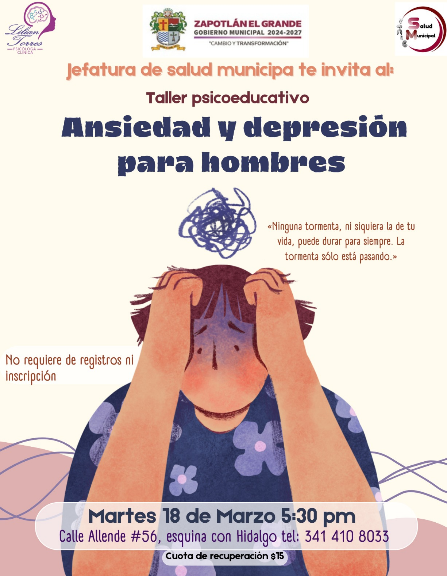 Lilian
Torres
PSICÓLOGA
CLÍNICA
ZAPOTLÁN EL GRANDE
GOBIERNO MUNICIPAL 2024-2027
"CAMBIO Y TRANSFORMACIÓN"
Salud
Municipal
Jefatura de salud municipa te invita al:
Taller psicoeducativo
Ansiedad y depresión
para hombres
«Ninguna tormenta, ni siquiera la de tu
vida, puede durar para siempre. La
tormenta sólo está pasando.»
No requiere de registros ni
inscripción
Martes 18 de Marzo 5:30 pm
Calle Allende #56, esquina con Hidalgo tel: 341 410 8033
Cuota de recuperación $15